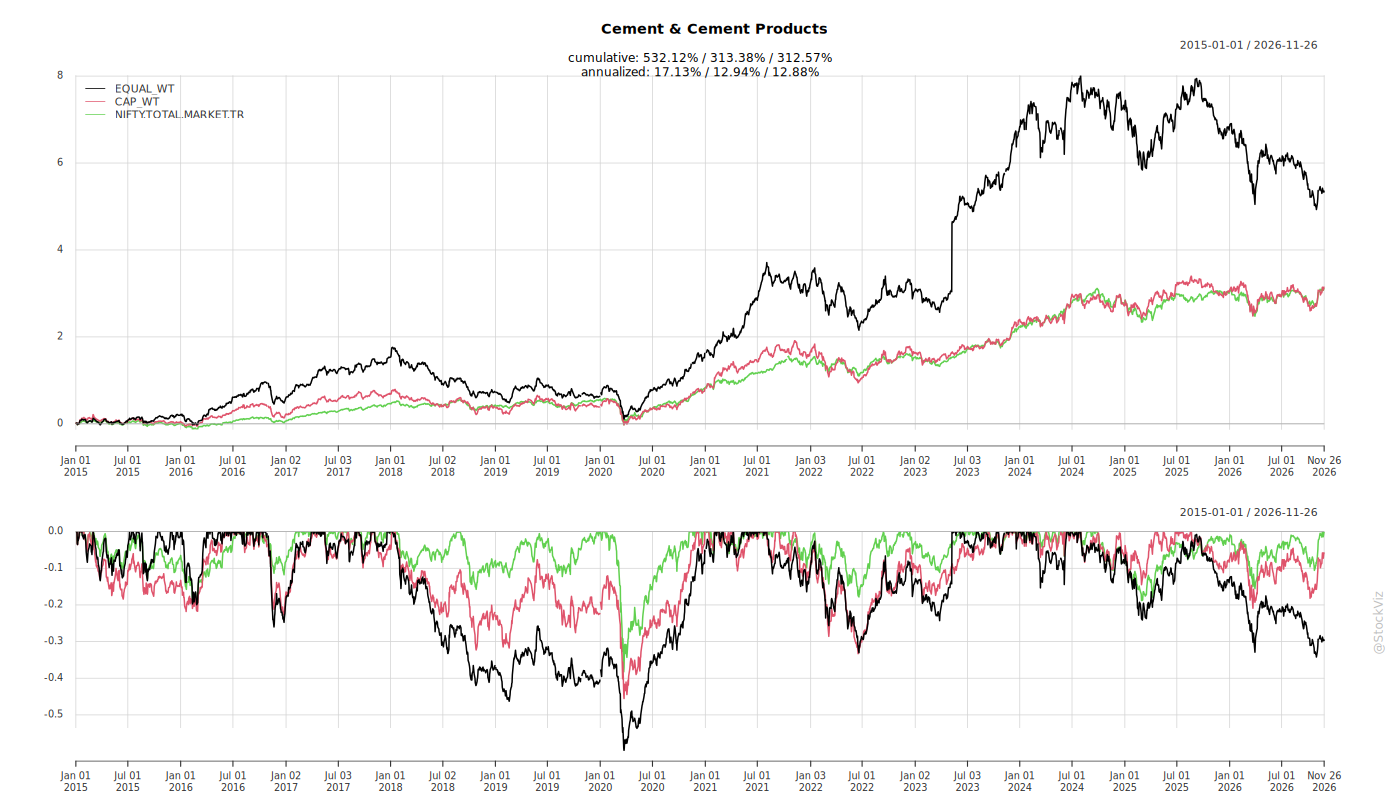 Cement & Cement Products
2015-01-01 / 2026-11-26
cumulative: 532.12% / 313.38% / 312.57%
annualized: 17.13% / 12.94% / 12.88%
EQUAL_WT
CAP_WT
NIFTY.TOTAL.MARKET.TR
8
6
4
2
0
Jan 01 Jul 01 Jan 01 Jul 01 Jan 02 Jul 03 Jan 01 Jul 02 Jan 01 Jul 01 Jan 01 Jul 01 Jan 01 Jul 01 Jan 03 Jul 01 Jan 02 Jul 03 Jan 01 Jul 01 Jan 01 Jul 01 Jan 01 Jul 01 Nov 26
2015 2015 2016 2016 2017 2017 2018 2018 2019 2019 2020 2020 2021 2021 2022 2022 2023 2023 2024 2024 2025 2025 2026 2026 2026
2015-01-01 / 2026-11-26
0.0
-0.1
-0.2
-0.3
-0.4
-0.5
Jan 01 Jul 01 Jan 01 Jul 01 Jan 02 Jul 03 Jan 01 Jul 02 Jan 01 Jul 01 Jan 01 Jul 01 Jan 01 Jul 01 Jan 03 Jul 01 Jan 02 Jul 03 Jan 01 Jul 01 Jan 01 Jul 01 Jan 01 Jul 01 Nov 26
2015 2015 2016 2016 2017 2017 2018 2018 2019 2019 2020 2020 2021 2021 2022 2022 2023 2023 2024 2024 2025 2025 2026 2026 2026
@StockViz